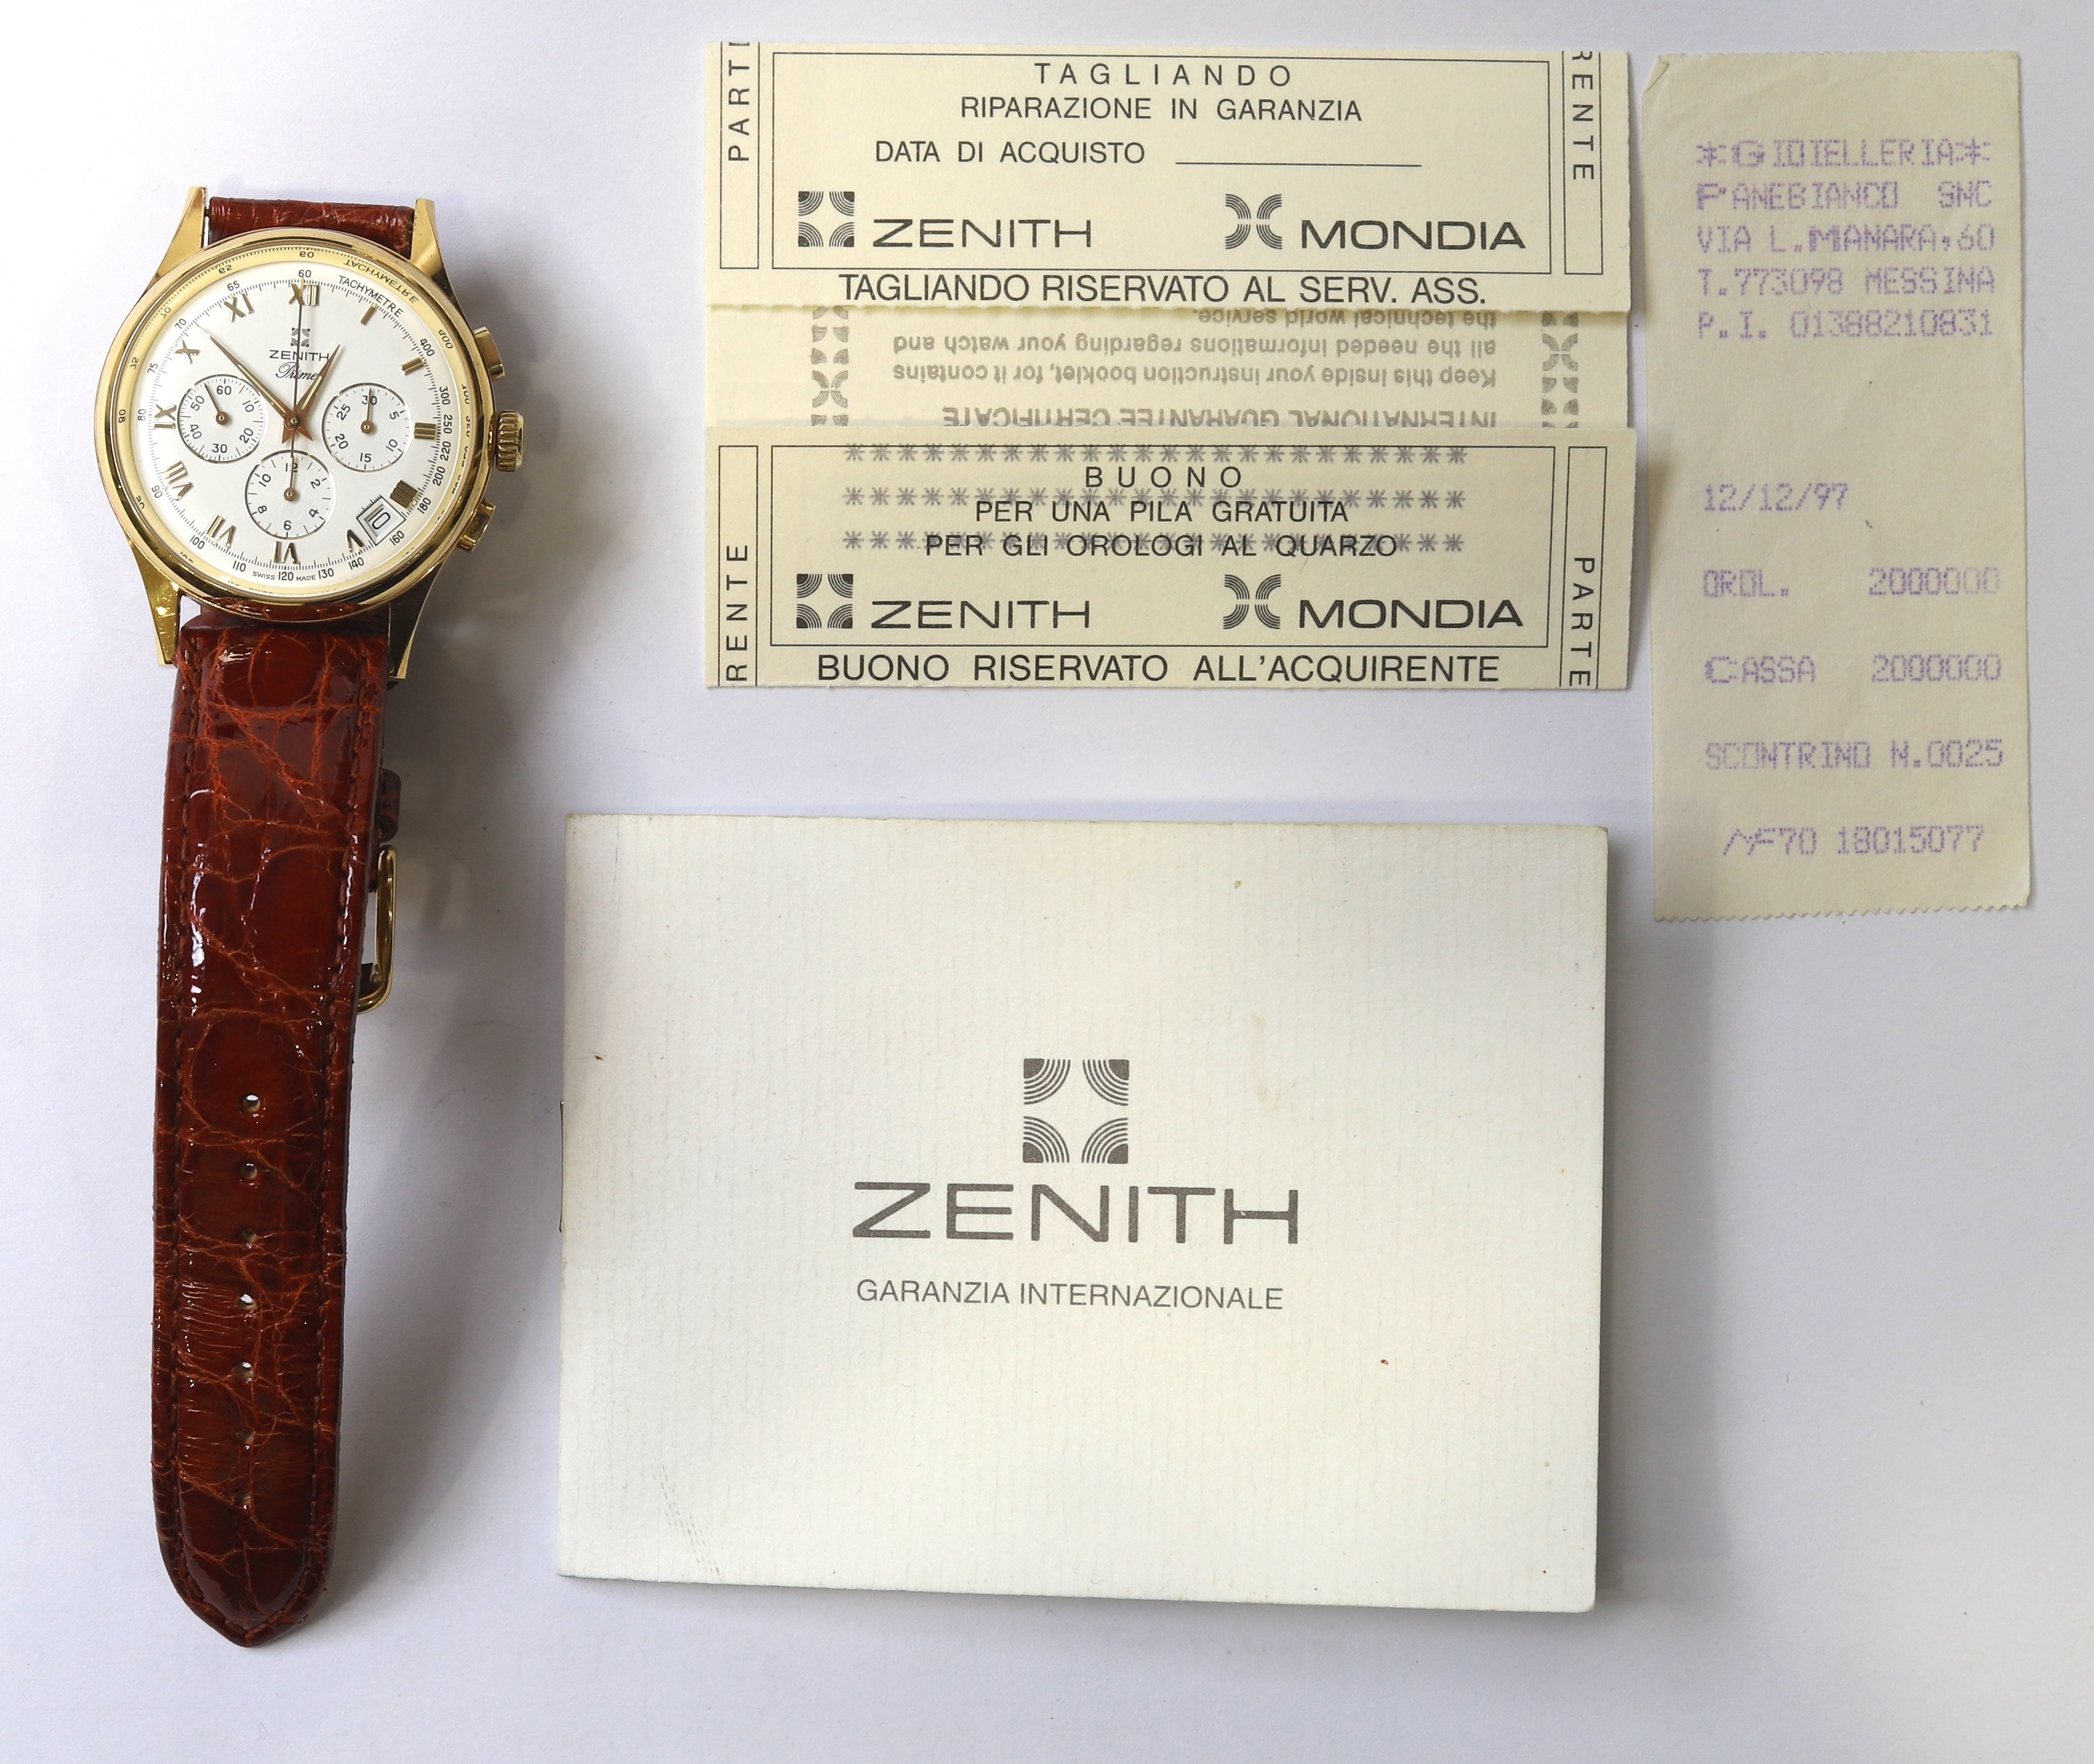 TACHYMETRE
ZENITH
Prime
SWISS MADE
PARTE
TAGLIANDO
RIPARAZIONE IN GARANZIA
DATA DI ACQUISTO
ZENITH
MONDIA
RENTE
TAGLIANDO RISERVATO AL SERV. ASS.
INTERNATIONAL GUARANTEE CERTIFICATE
Keep this inside your instruction booklet, for it contains
all the needed informations regarding your watch and
the technical world service.
RENTE
BUONO
PER UNA PILA GRATUITA
PER GLI OROLOGI AL QUARZO
ZENITH
MONDIA
PARTE
BUONO RISERVATO ALL'ACQUIRENTE
*GIOIELLERIA*
PANEBIANCO SNC
VIA L.MANARA,60
T.773098 MESSINA
P.I. 01388210831
12/12/97
OROL. 2000000
CASSA 2000000
SCONTRINO N.0025
MF70 18015077
ZENITH
GARANZIA INTERNAZIONALE